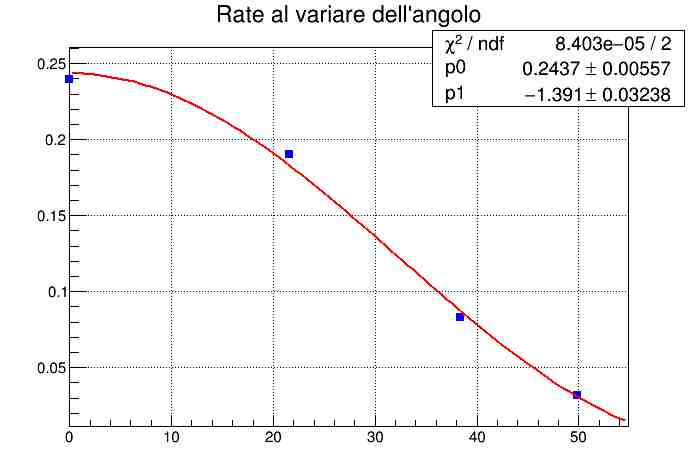 Rate al variare dell'angolo
χ² / ndf 8.403e−05 / 2
p0 0.2437 ± 0.00557
p1 −1.391 ± 0.03238
0.25
0.2
0.15
0.1
0.05
0 10 20 30 40 50